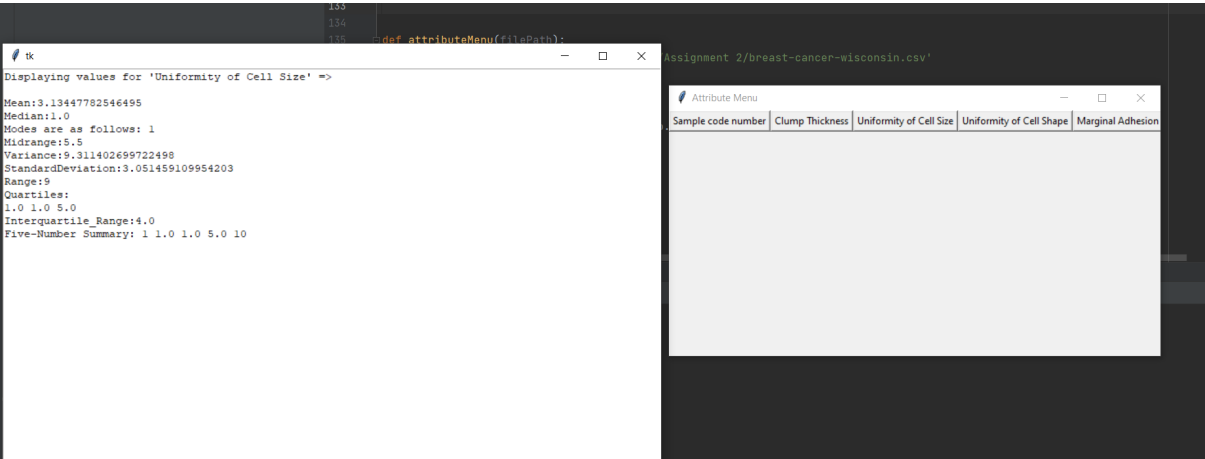 133
134
135 def attributeMenu(filePath):
tk
Displaying values for 'Uniformity of Cell Size' =>
Mean:3.13447782546495
Median:1.0
Modes are as follows: 1
Midrange:5.5
Variance:9.311402699722498
StandardDeviation:3.051459109954203
Range:9
Quartiles:
1.0 1.0 5.0
Interquartile_Range:4.0
Five-Number Summary: 1 1.0 1.0 5.0 10
Assignment 2/breast-cancer-wisconsin.csv'
Attribute Menu
Sample code number Clump Thickness Uniformity of Cell Size Uniformity of Cell Shape Marginal Adhesion